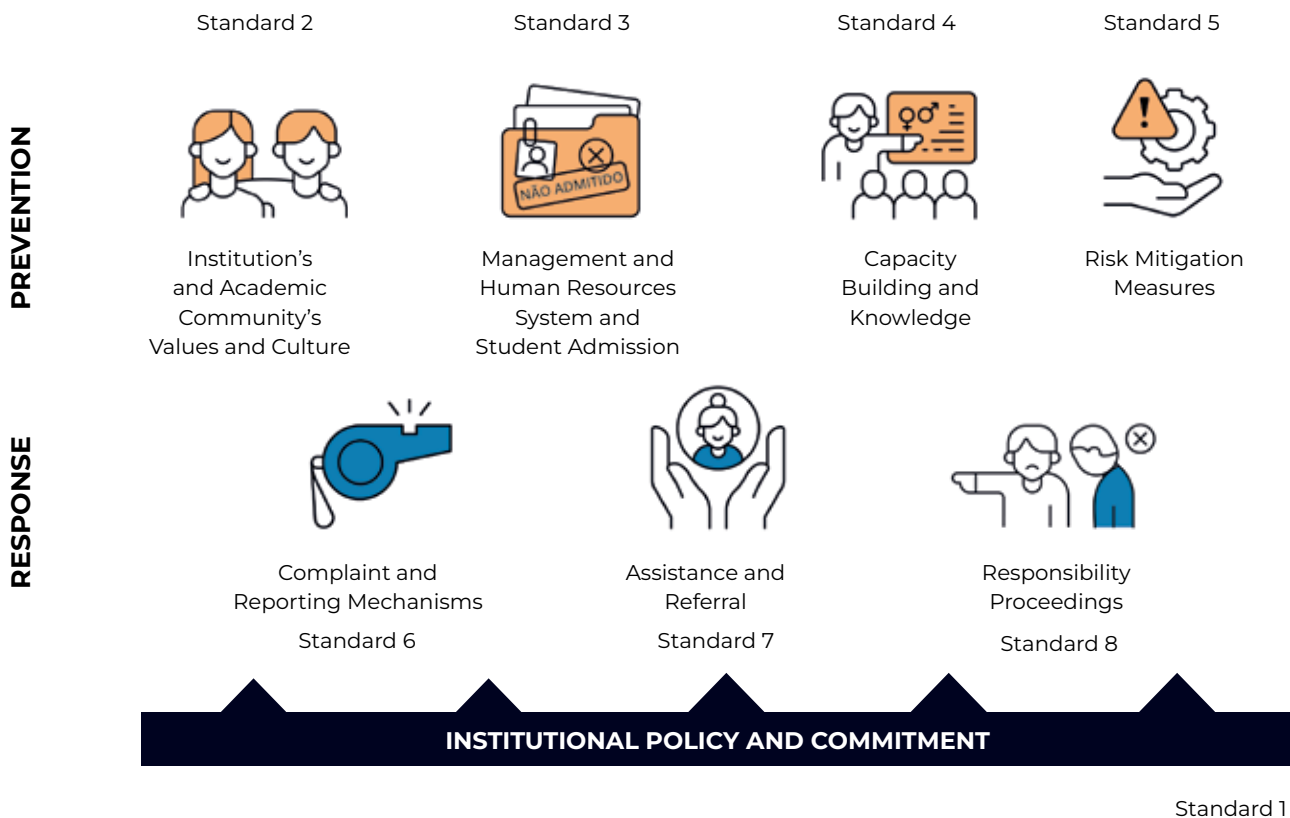 Standard 2
Standard 3
Standard 4
Standard 5
PREVENTION
NÃO ADMITIDO
Institution’s
and Academic
Community’s
Values and Culture
Management and
Human Resources
System and
Student Admission
Capacity
Building and
Knowledge
Risk Mitigation
Measures
RESPONSE
Complaint and
Reporting Mechanisms
Standard 6
Assistance and
Referral
Standard 7
Responsibility
Proceedings
Standard 8
INSTITUTIONAL POLICY AND COMMITMENT
Standard 1